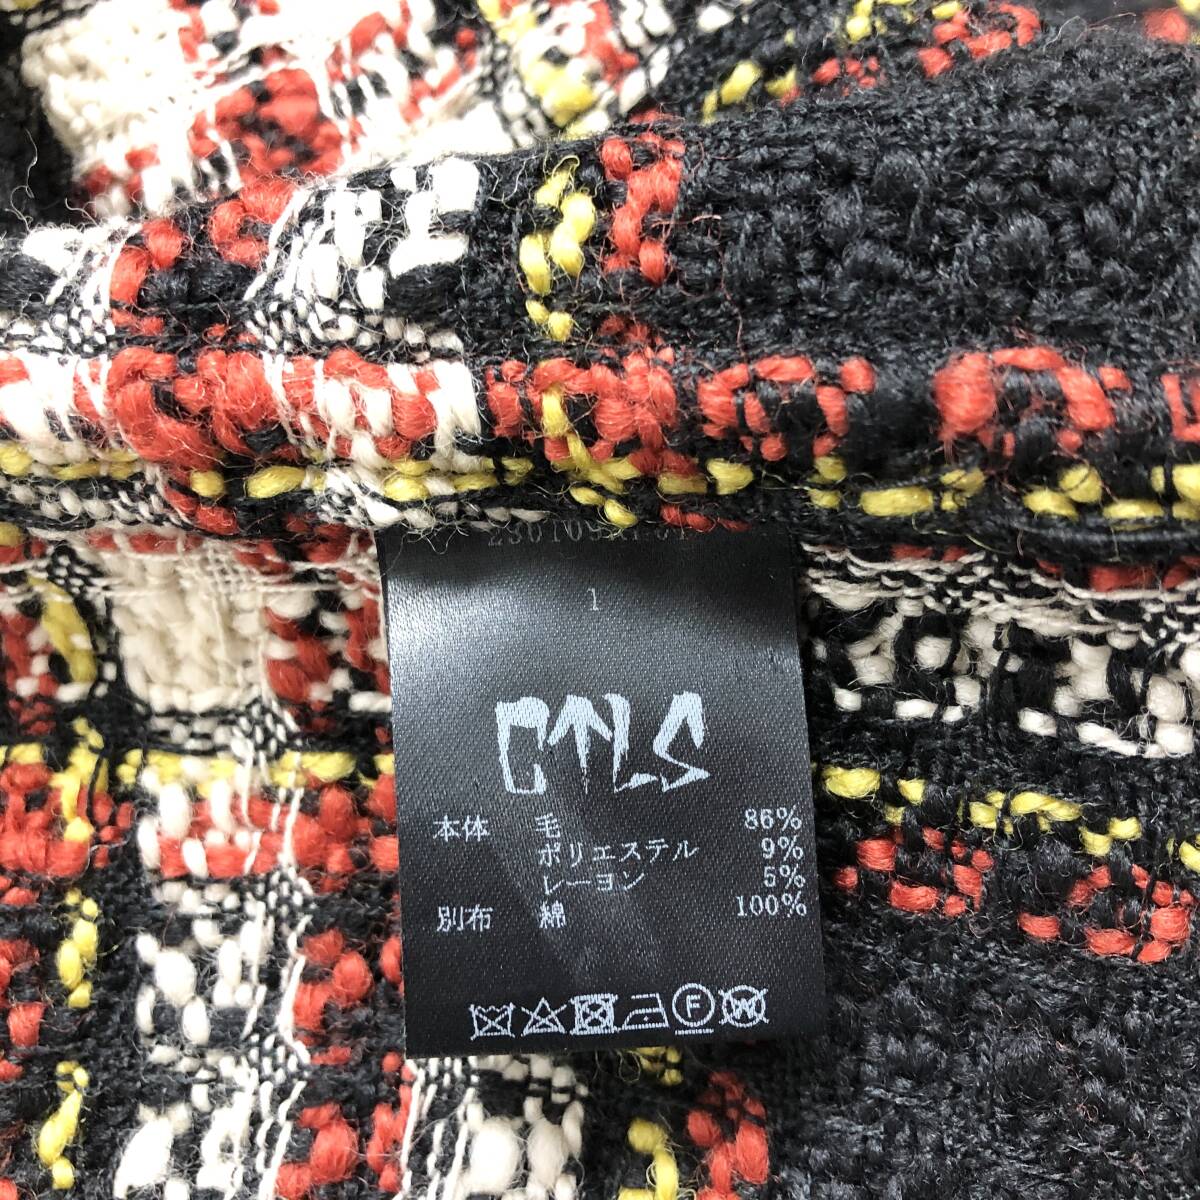 1
CTLS
本体 毛 86%
ポリエステル 9%
レーヨン 5%
別布 綿 100%
F W